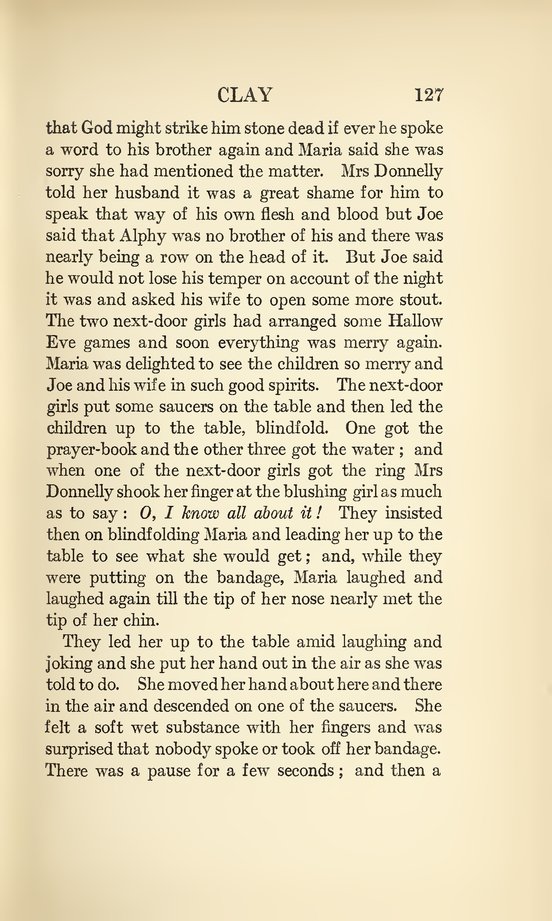 CLAY 127
that God might strike him stone dead if ever he spoke
a word to his brother again and Maria said she was
sorry she had mentioned the matter. Mrs Donnelly
told her husband it was a great shame for him to
speak that way of his own flesh and blood but Joe
said that Alphy was no brother of his and there was
nearly being a row on the head of it. But Joe said
he would not lose his temper on account of the night
it was and asked his wife to open some more stout.
The two next-door girls had arranged some Hallow
Eve games and soon everything was merry again.
Maria was delighted to see the children so merry and
Joe and his wife in such good spirits. The next-door
girls put some saucers on the table and then led the
children up to the table, blindfold. One got the
prayer-book and the other three got the water ; and
when one of the next-door girls got the ring Mrs
Donnelly shook her finger at the blushing girl as much
as to say : O, I know all about it ! They insisted
then on blindfolding Maria and leading her up to the
table to see what she would get ; and, while they
were putting on the bandage, Maria laughed and
laughed again till the tip of her nose nearly met the
tip of her chin.
They led her up to the table amid laughing and
joking and she put her hand out in the air as she was
told to do. She moved her hand about here and there
in the air and descended on one of the saucers. She
felt a soft wet substance with her fingers and was
surprised that nobody spoke or took off her bandage.
There was a pause for a few seconds ; and then a